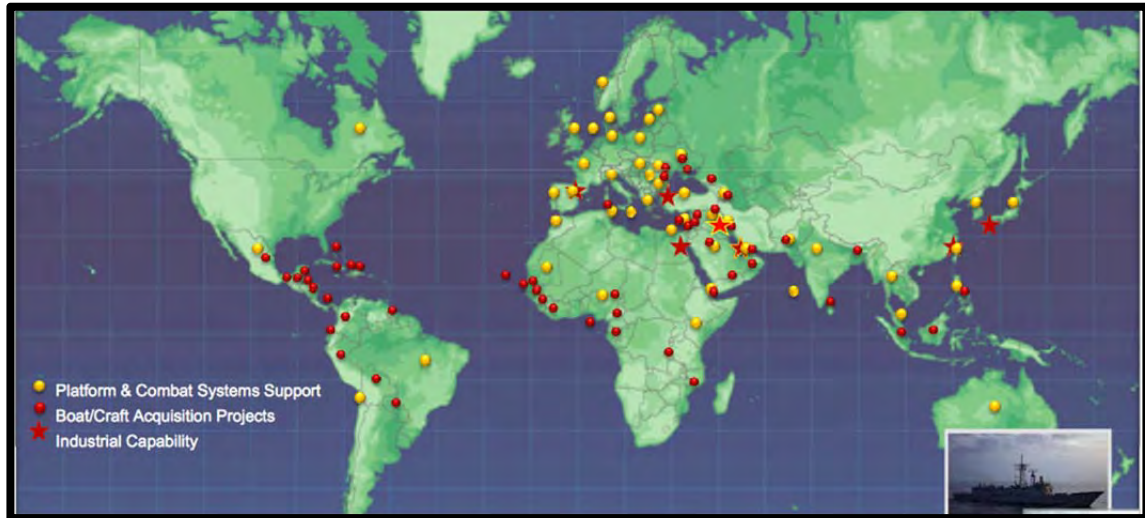 Platform & Combat Systems Support
Boat/Craft Acquisition Projects
Industrial Capability